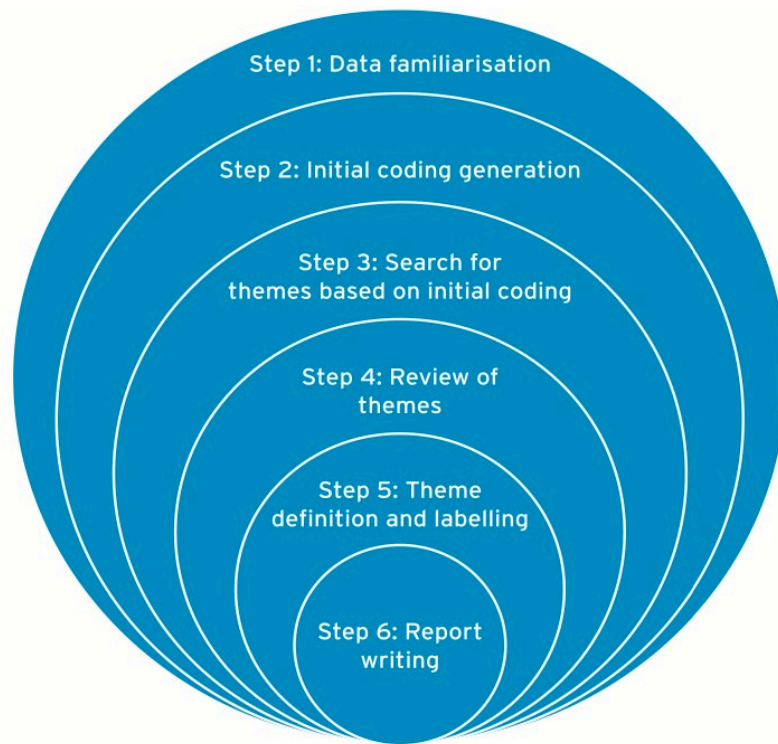 Step 1: Data familiarisation
Step 2: Initial coding generation
Step 3: Search for
themes based on initial coding
Step 4: Review of
themes
Step 5: Theme
definition and labelling
Step 6: Report
writing